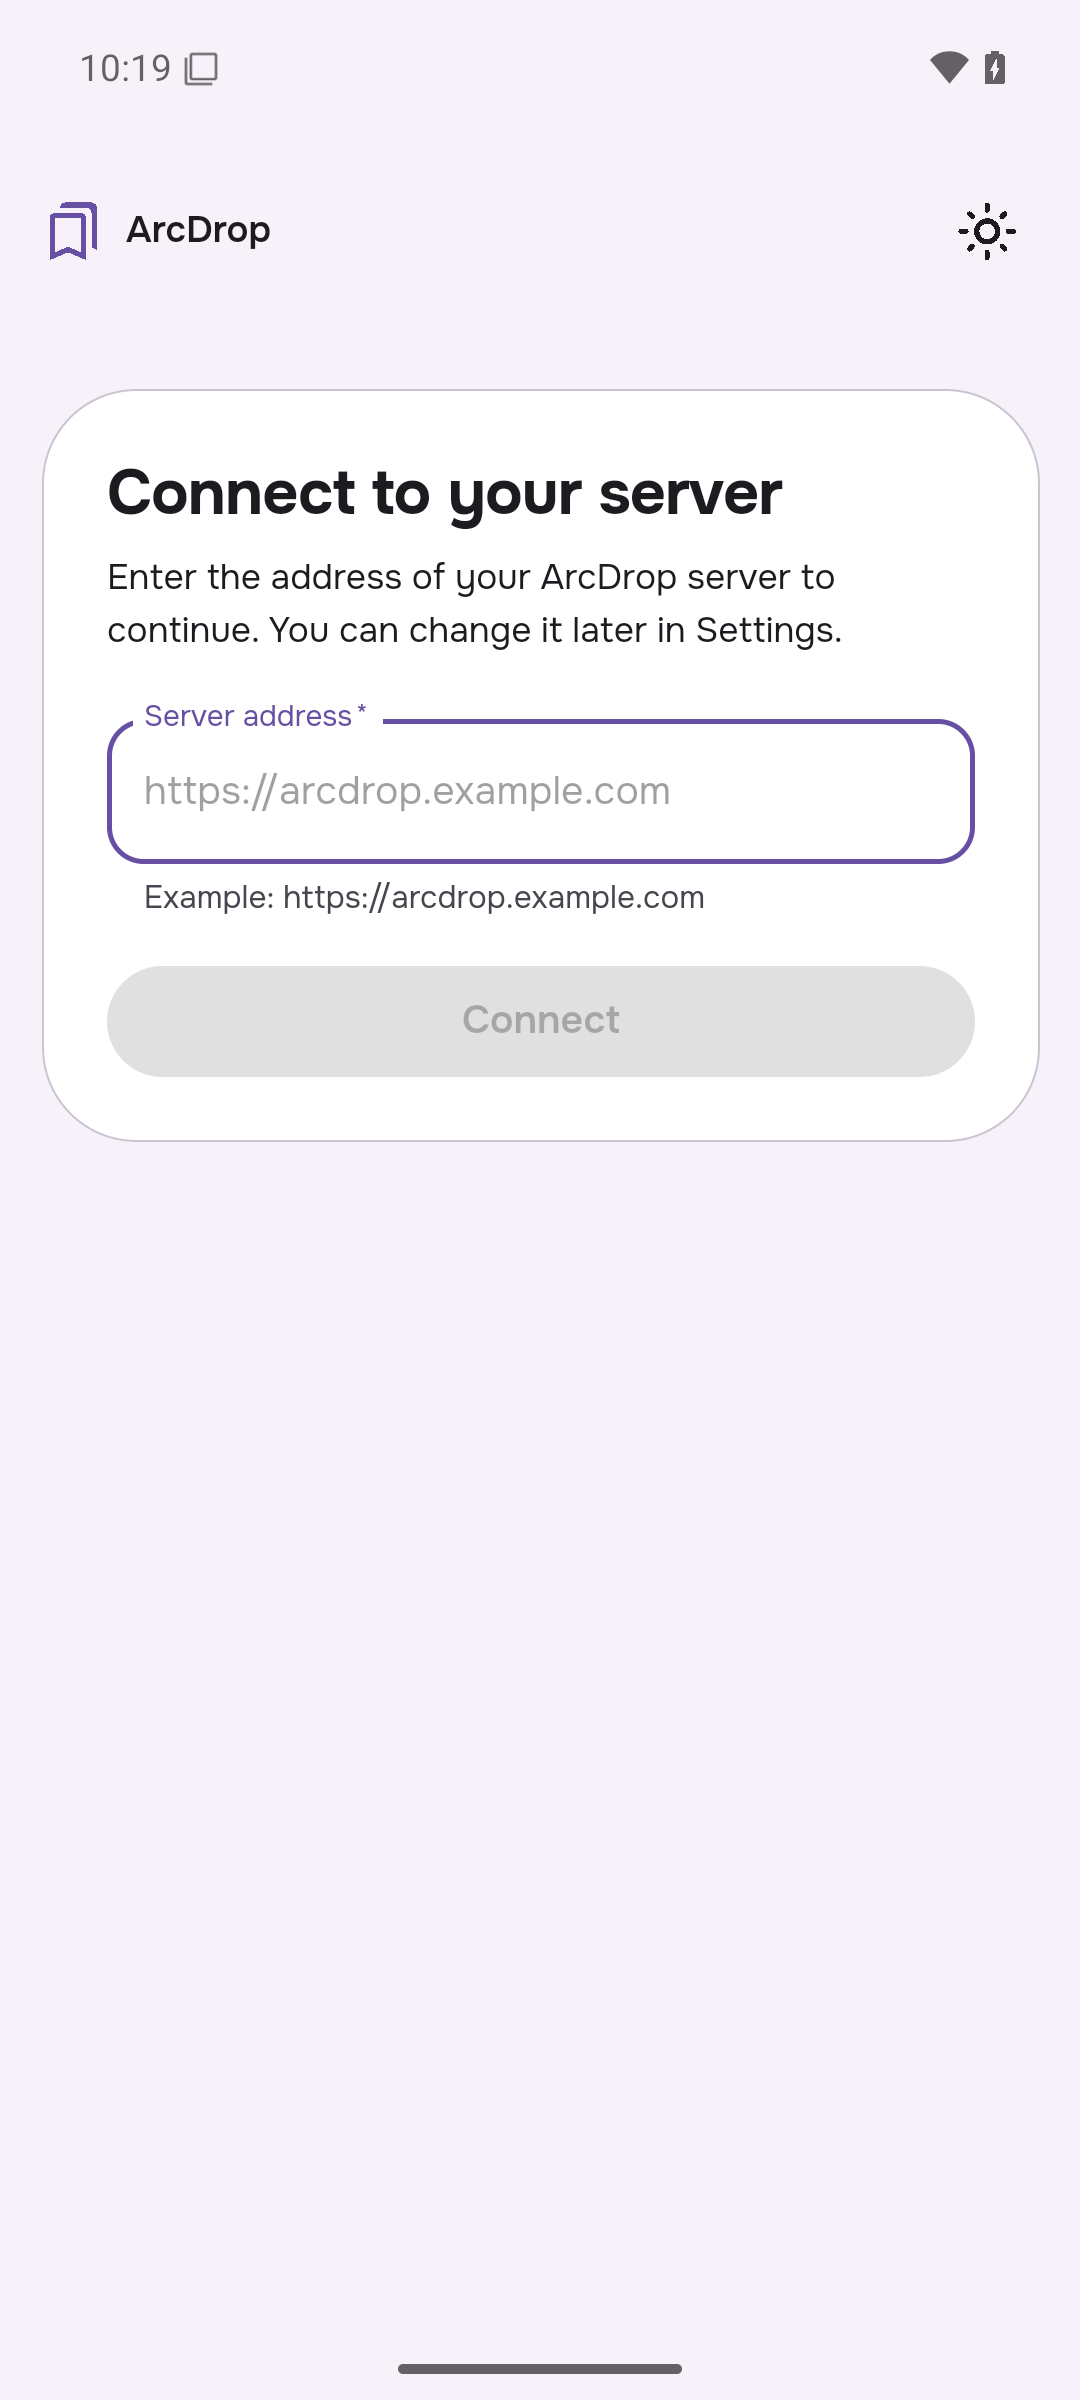 10:19
ArcDrop
Connect to your server
Enter the address of your ArcDrop server to
continue. You can change it later in Settings.
Server address *
https://arcdrop.example.com
Example: https://arcdrop.example.com
Connect